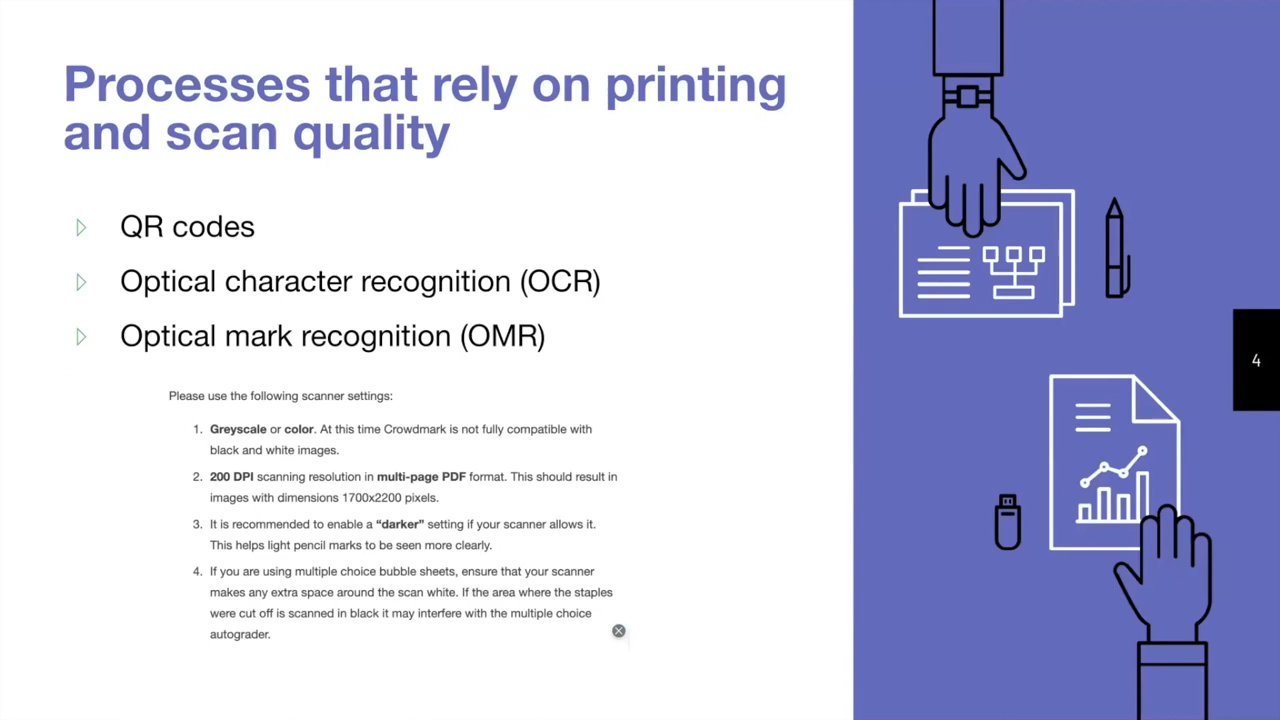 Processes that rely on printing
and scan quality
QR codes
Optical character recognition (OCR)
Optical mark recognition (OMR)
Please use the following scanner settings:
1. Greyscale or color. At this time Crowdmark is not fully compatible with
black and white images.
2. 200 DPI scanning resolution in multi-page PDF format. This should result in
images with dimensions 1700x2200 pixels.
3. It is recommended to enable a “darker” setting if your scanner allows it.
This helps light pencil marks to be seen more clearly.
4. If you are using multiple choice bubble sheets, ensure that your scanner
makes any extra space around the scan white. If the area where the staples
were cut off is scanned in black it may interfere with the multiple choice
autograder.
4